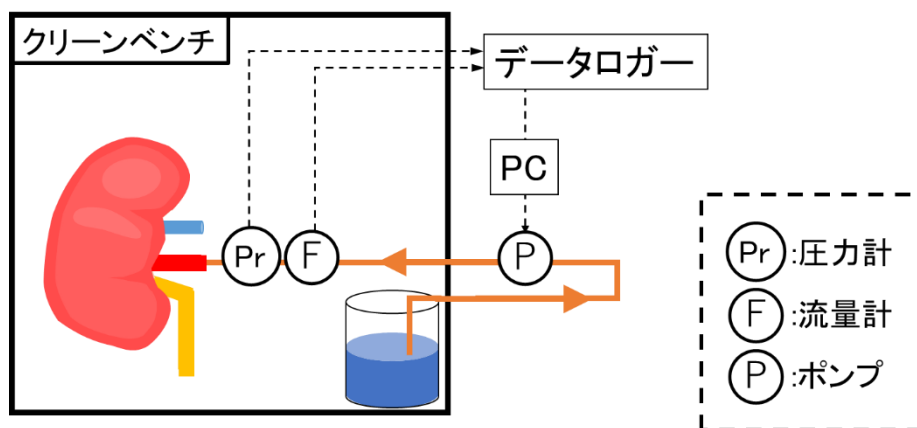 クリーンベンチ
データロガー
PC
Pr
F
P
Pr:圧力計
F:流量計
P:ポンプ